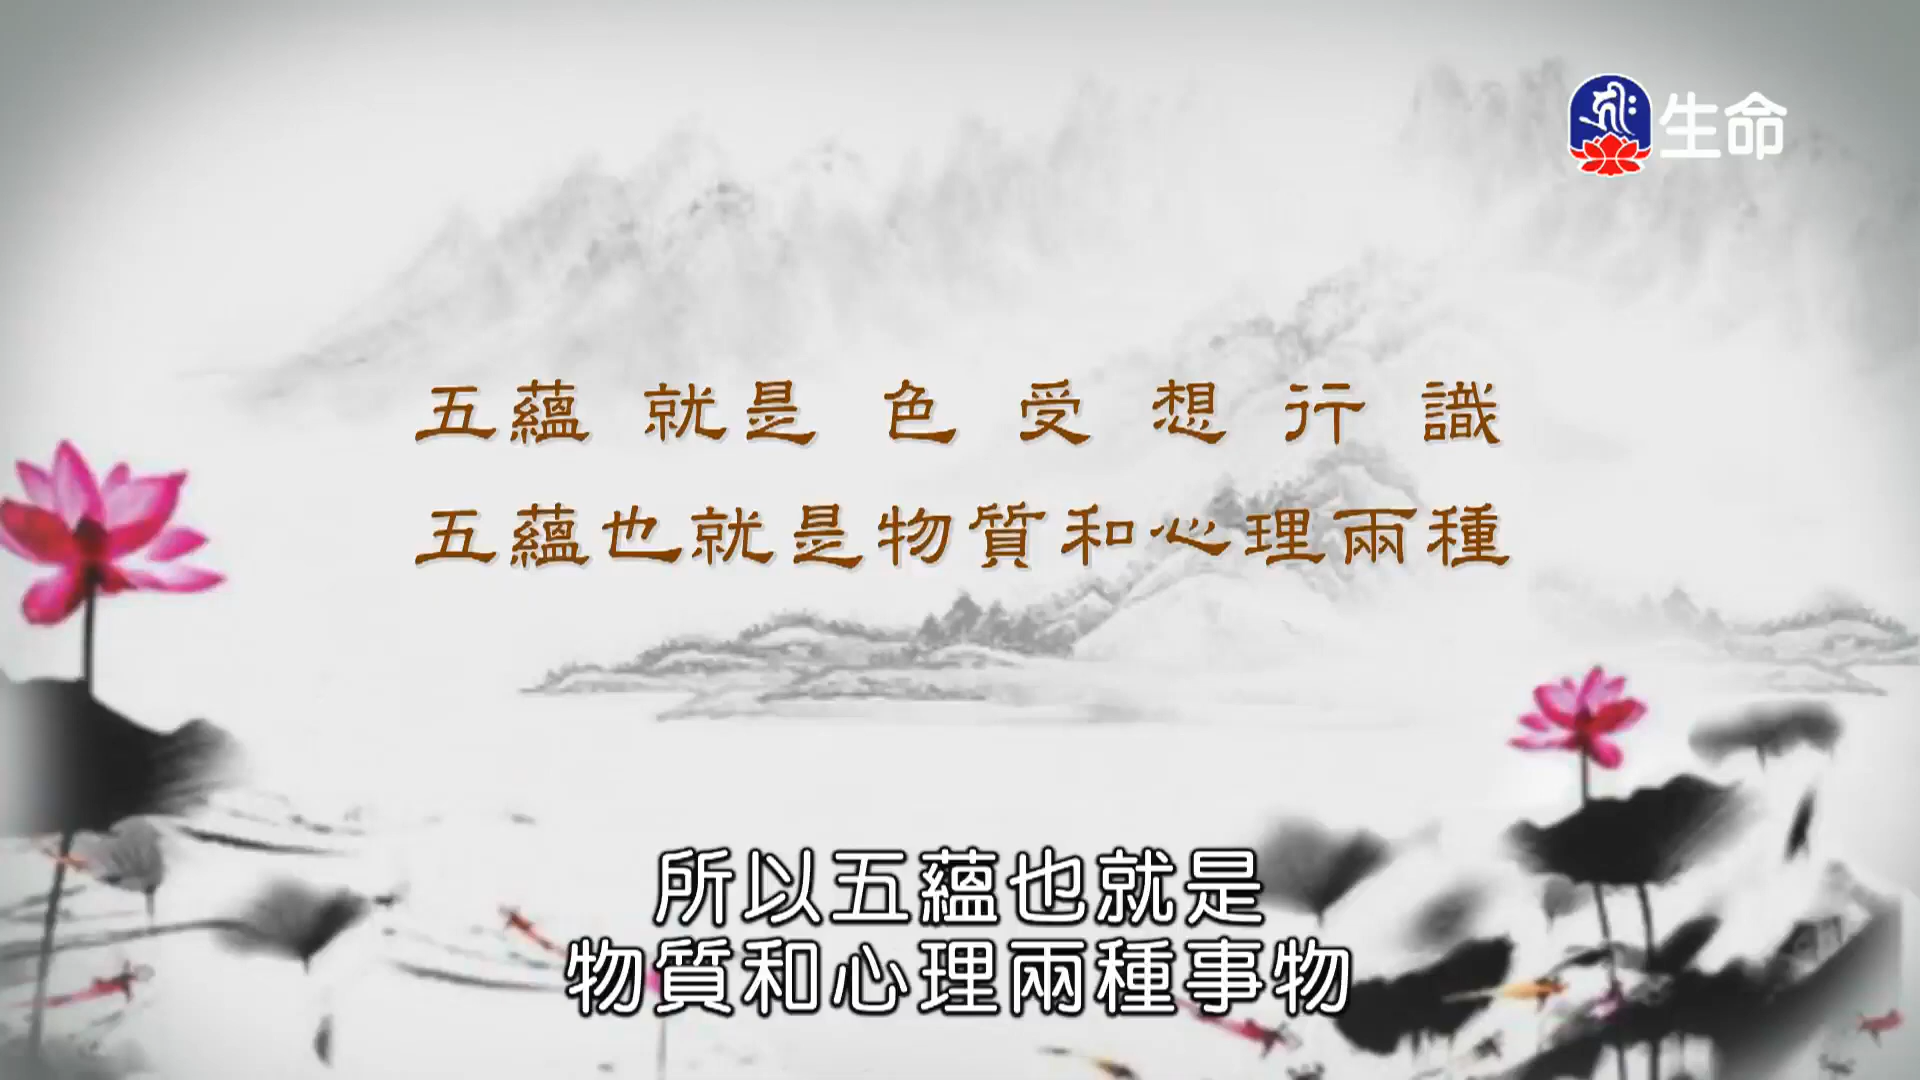 生命
五蘊 就是 色 受 想 行 識
五蘊也就是物質和心理兩種
所以五蘊也就是
物質和心理兩種事物